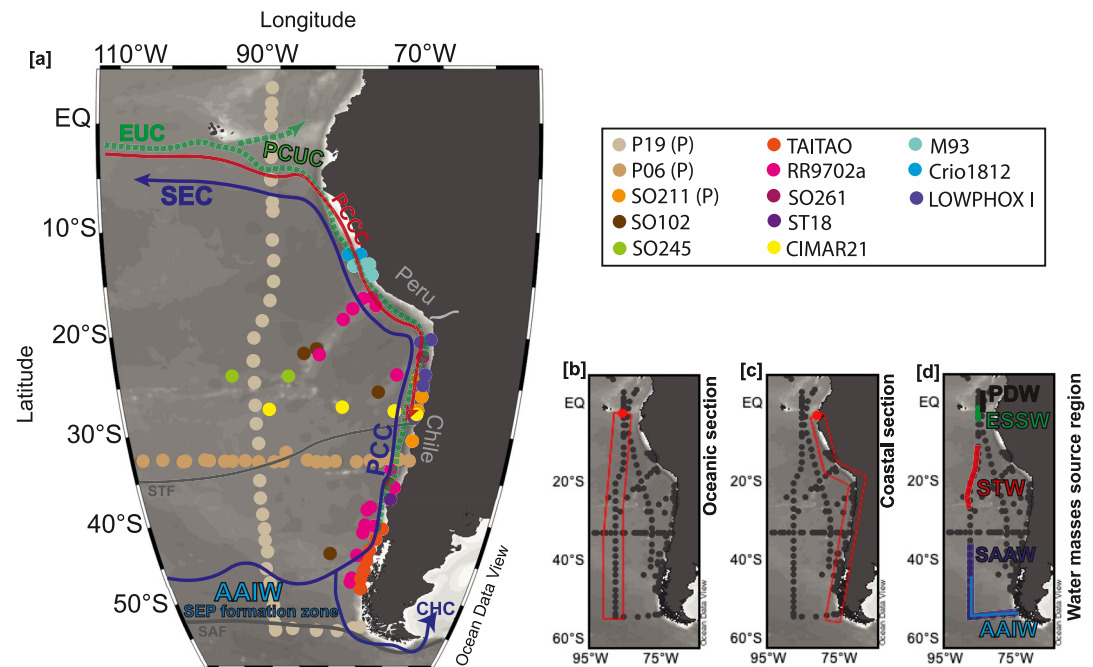 Longitude
[a]
110°W 90°W 70°W
Latitude
EQ
10°S
20°S
30°S
40°S
50°S
EUC
PCUC
SEC
PCCC
Peru
Chile
PCC
STF
AAIW
SEP formation zone
SAF
CHC
Ocean Data View
P19 (P)
P06 (P)
SO211 (P)
SO102
SO245
TAITAO
RR9702a
SO261
ST18
CIMAR21
M93
Crio1812
LOWPHOX I
[b]
EQ
20°S
40°S
60°S
95°W 75°W
Ocean Data View
Oceanic section
[c]
EQ
20°S
40°S
60°S
95°W 75°W
Ocean Data View
Coastal section
[d]
EQ
20°S
40°S
60°S
95°W 75°W
PDW
ESSW
STW
SAAW
AAIW
Ocean Data View
Water masses source region